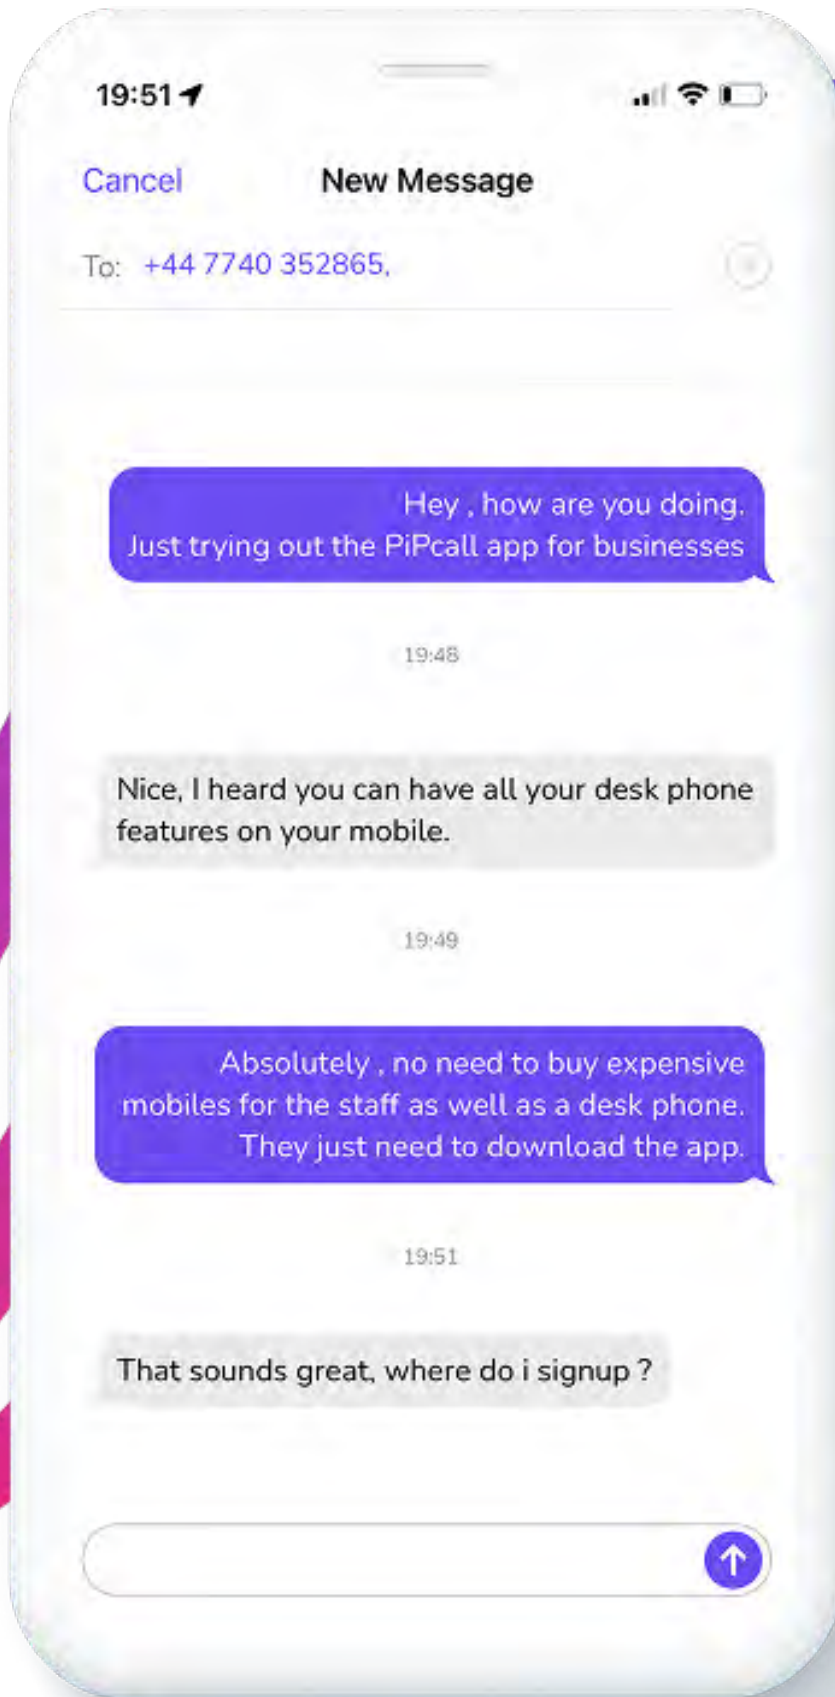 19:51
Cancel New Message
To: +44 7740 352865,
Hey , how are you doing.
Just trying out the PiPcall app for businesses
19:48
Nice, I heard you can have all your desk phone
features on your mobile.
19:49
Absolutely , no need to buy expensive
mobiles for the staff as well as a desk phone.
They just need to download the app.
19:51
That sounds great, where do i signup ?